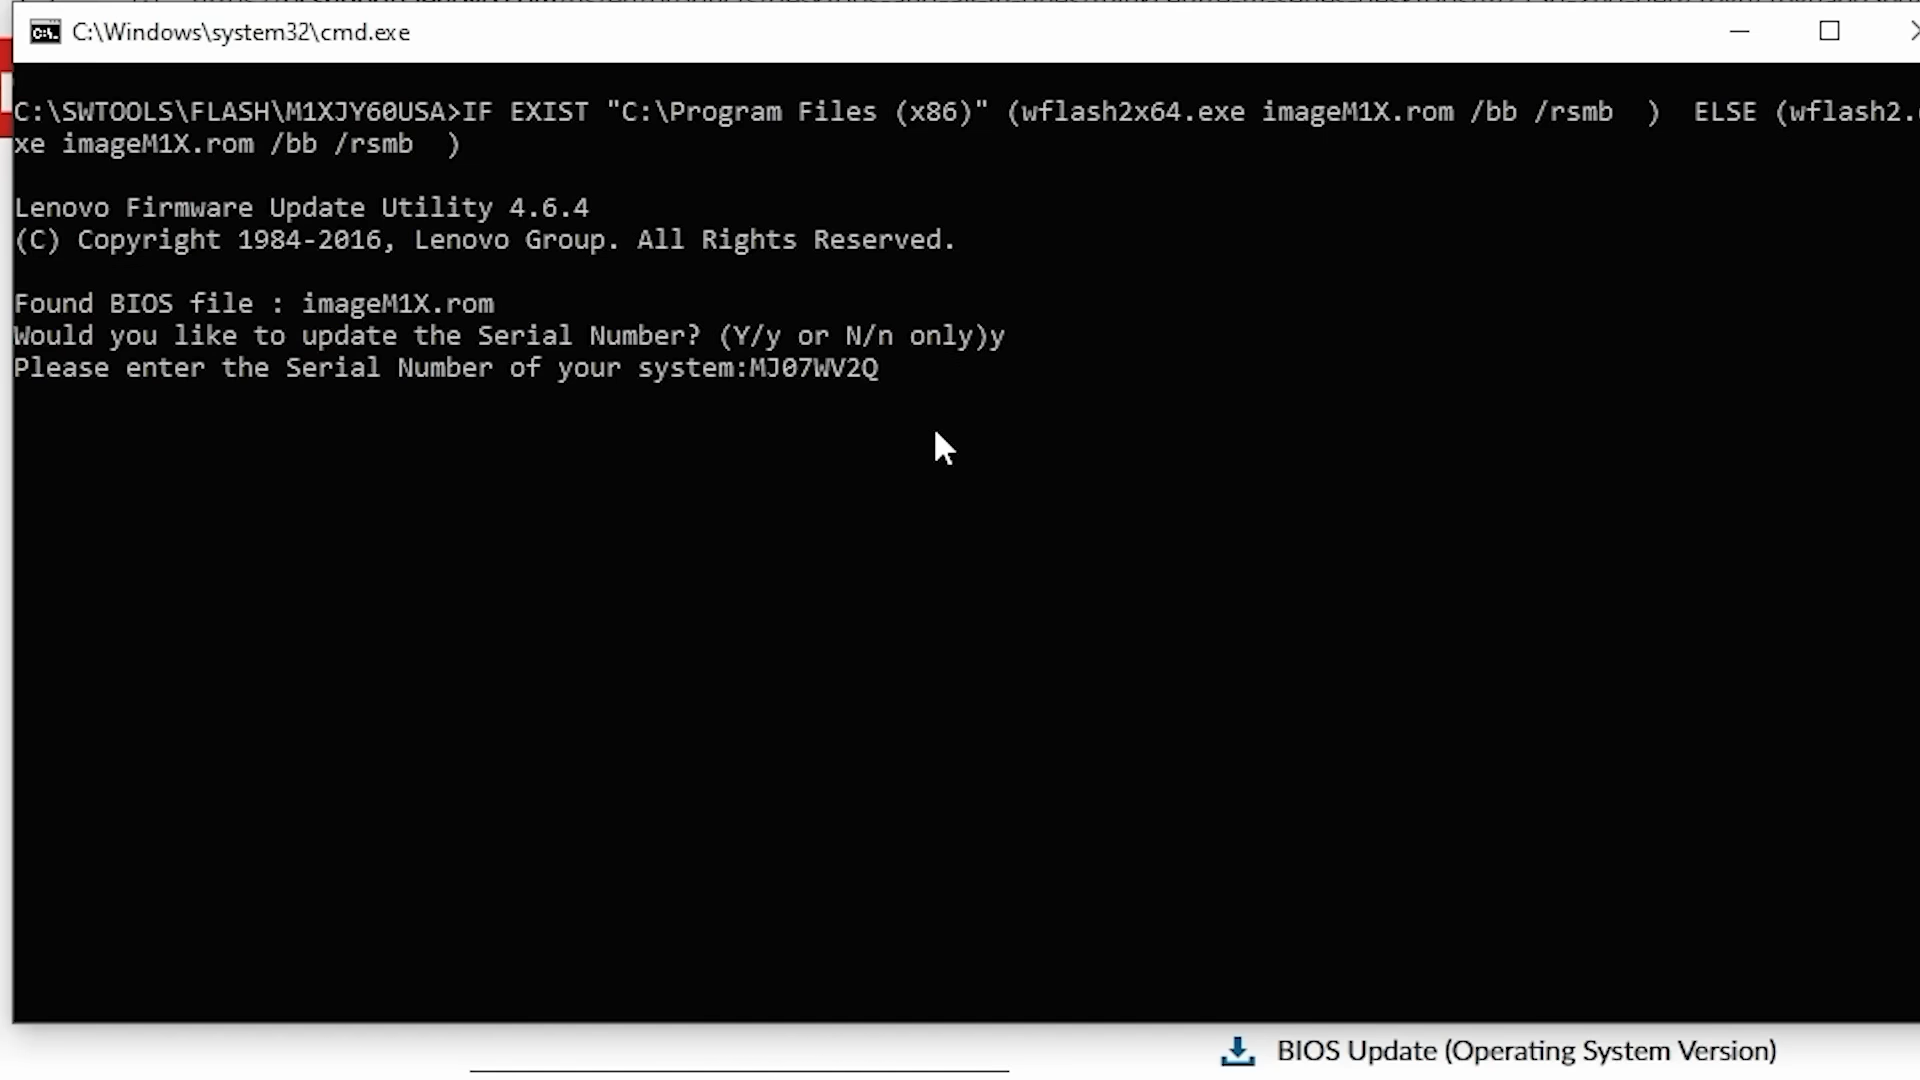 C:\Windows\system32\cmd.exe
C:\SWTOOLS\FLASH\M1XJY60USA>IF EXIST "C:\Program Files (x86)" (wflash2x64.exe imageM1X.rom /bb /rsmb  )  ELSE (wflash2.
xe imageM1X.rom /bb /rsmb  )
Lenovo Firmware Update Utility 4.6.4
(C) Copyright 1984-2016, Lenovo Group. All Rights Reserved.
Found BIOS file : imageM1X.rom
Would you like to update the Serial Number? (Y/y or N/n only)y
Please enter the Serial Number of your system:MJ07WV2Q
BIOS Update (Operating System Version)